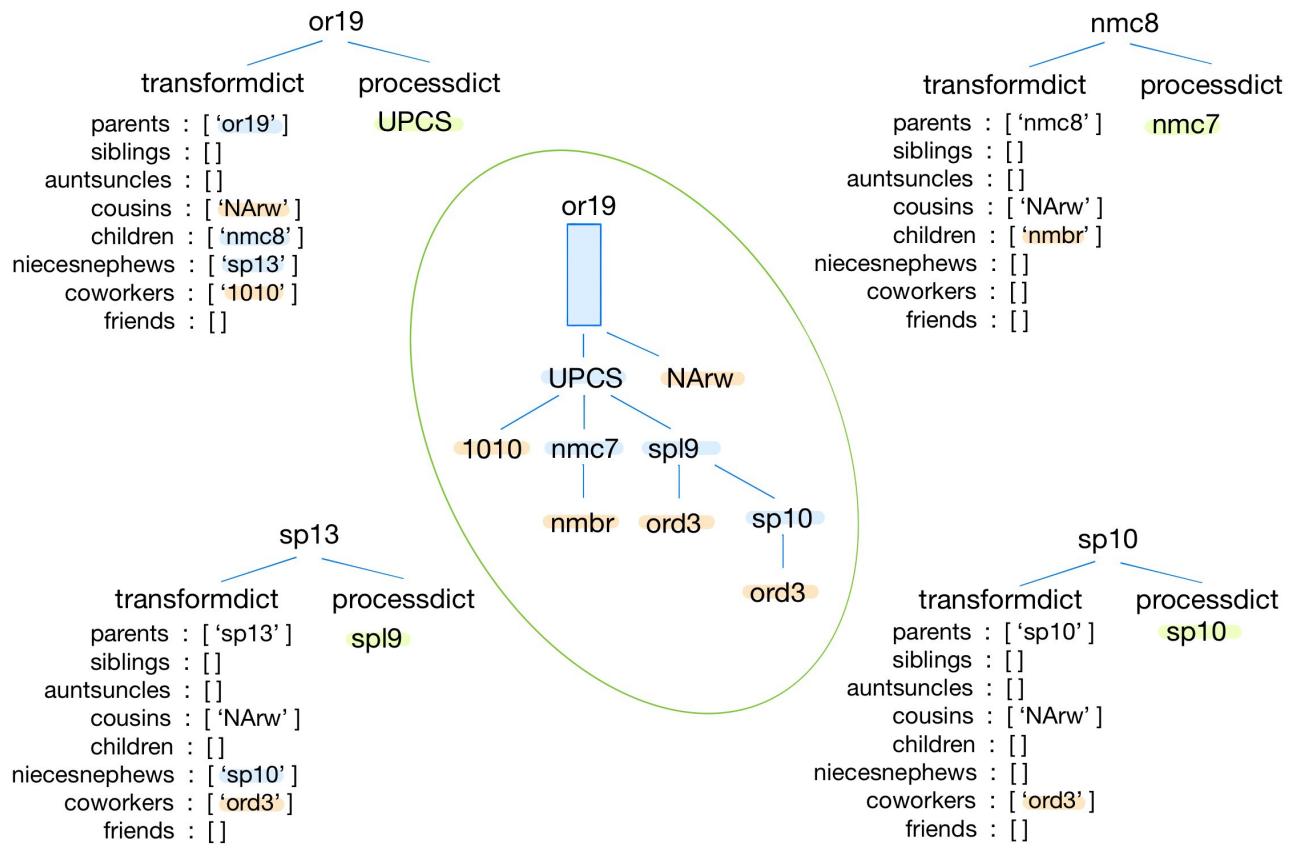 or19
transformdict processdict
parents : [ ‘or19’ ] UPCS
siblings : [ ]
auntsuncles : [ ]
cousins : [ ‘NArw’ ]
children : [ ‘nmc8’ ]
niecesnephews : [ ‘sp13’ ]
coworkers : [ ‘1010’ ]
friends : [ ]
nmc8
transformdict processdict
parents : [ ‘nmc8’ ] nmc7
siblings : [ ]
auntsuncles : [ ]
cousins : [ ‘NArw’ ]
children : [ ‘nmbr’ ]
niecesnephews : [ ]
coworkers : [ ]
friends : [ ]
or19
UPCS NArw
1010 nmc7 spl9
nmbr ord3 sp10
ord3
sp13
transformdict processdict
parents : [ ‘sp13’ ] spl9
siblings : [ ]
auntsuncles : [ ]
cousins : [ ‘NArw’ ]
children : [ ]
niecesnephews : [ ‘sp10’ ]
coworkers : [ ‘ord3’ ]
friends : [ ]
sp10
transformdict processdict
parents : [ ‘sp10’ ] sp10
siblings : [ ]
auntsuncles : [ ]
cousins : [ ‘NArw’ ]
children : [ ]
niecesnephews : [ ]
coworkers : [ ‘ord3’ ]
friends : [ ]